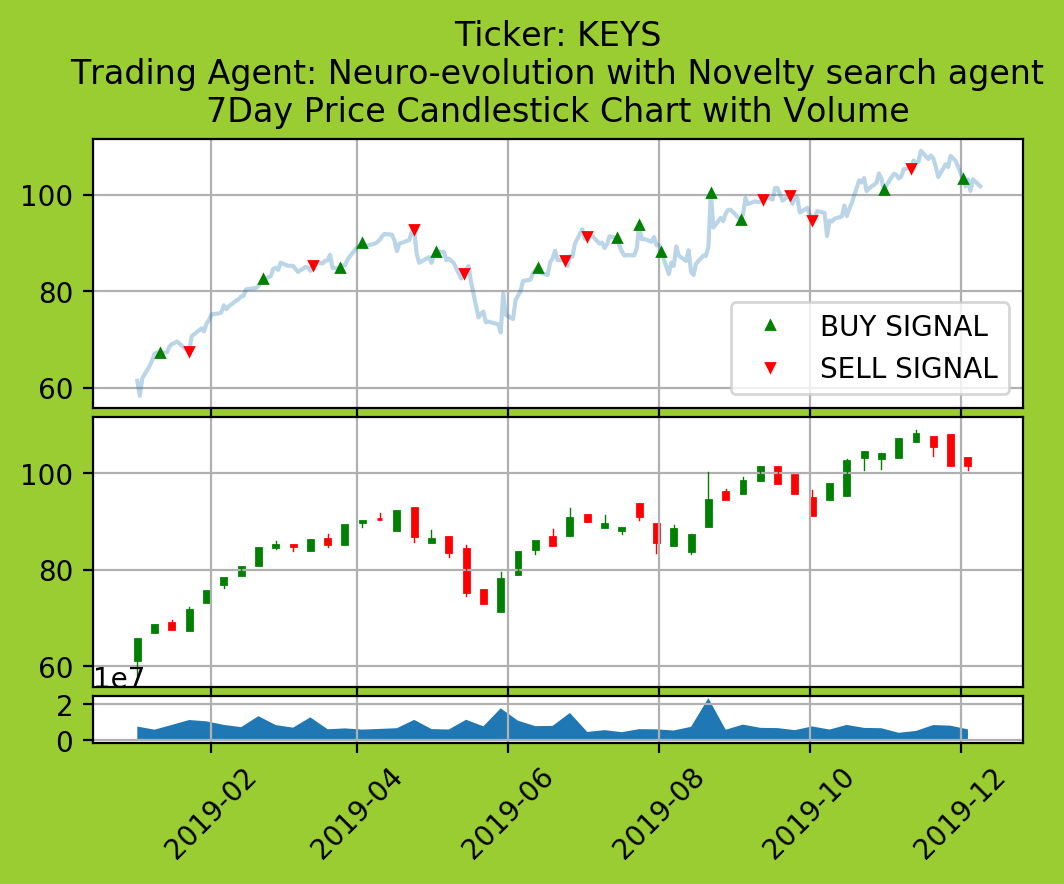 Ticker: KEYS
Trading Agent: Neuro-evolution with Novelty search agent
7Day Price Candlestick Chart with Volume
100
80
60
BUY SIGNAL
SELL SIGNAL
100
80
60
1e7
2
0
2019-02
2019-04
2019-06
2019-08
2019-10
2019-12